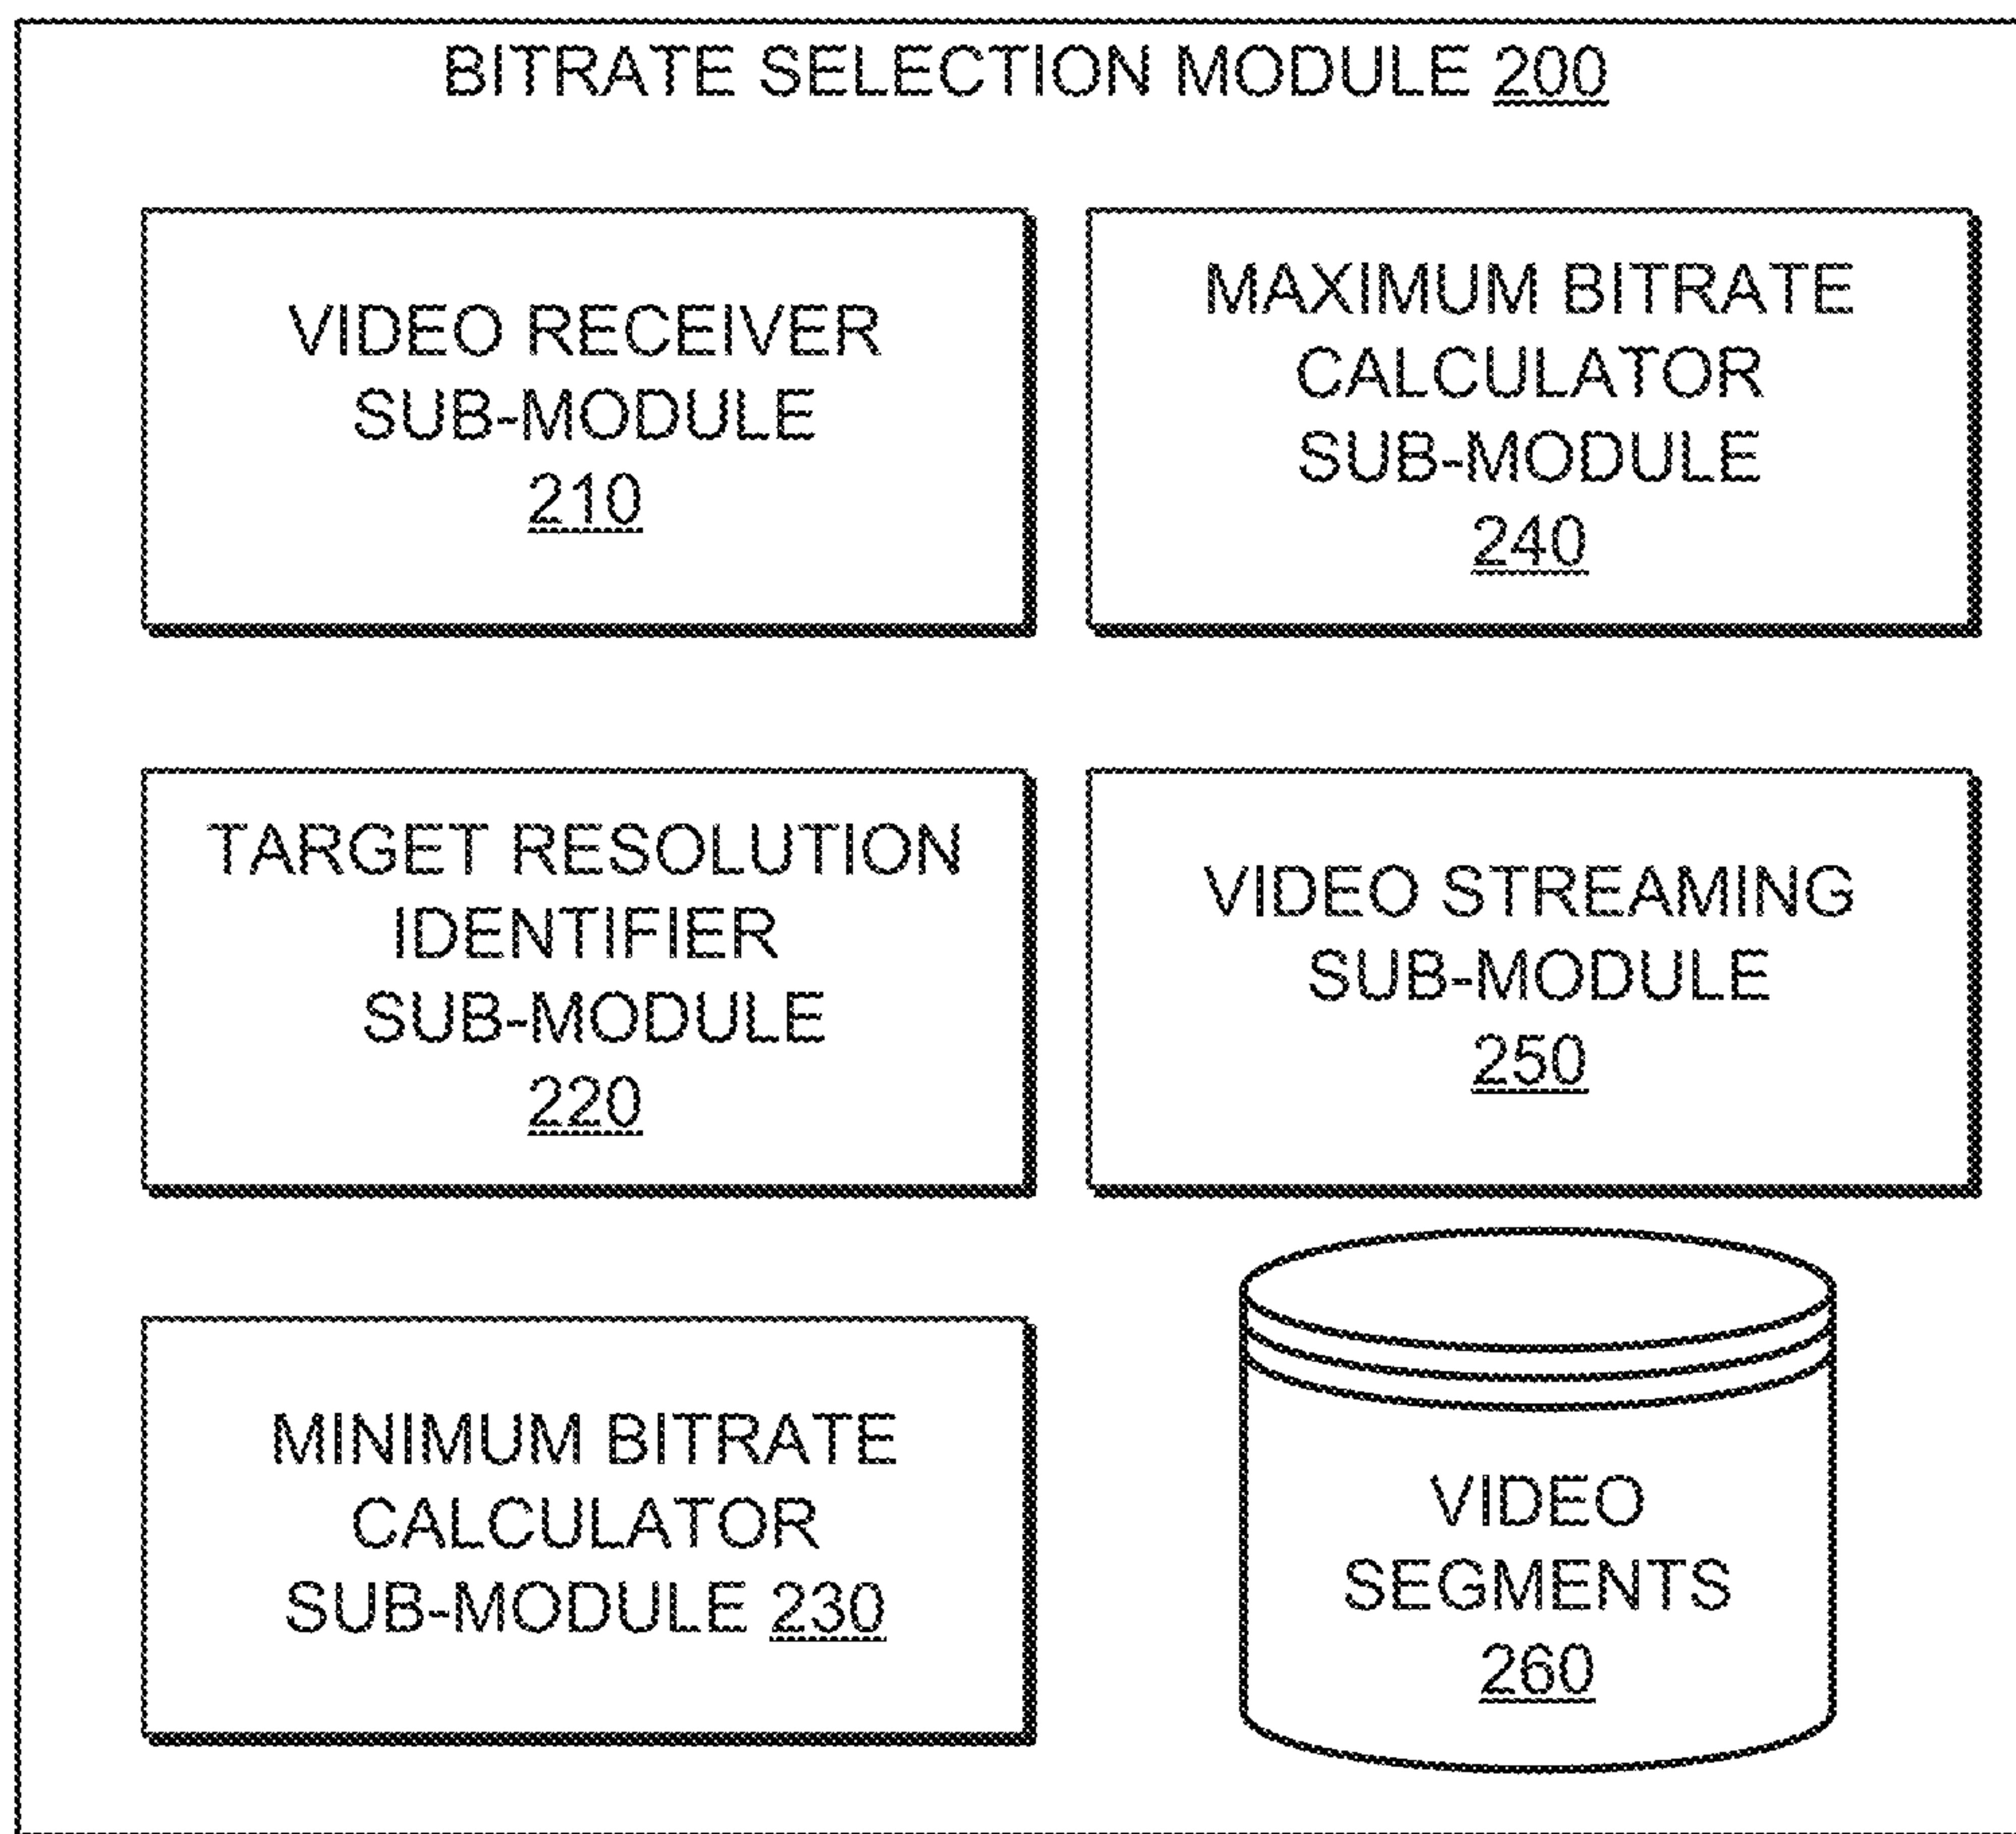 BITRATE SELECTION MODULE 200
VIDEO RECEIVER
SUB-MODULE
210
MAXIMUM BITRATE
CALCULATOR
SUB-MODULE
240
TARGET RESOLUTION
IDENTIFIER
SUB-MODULE
220
VIDEO STREAMING
SUB-MODULE
250
MINIMUM BITRATE
CALCULATOR
SUB-MODULE 230
VIDEO
SEGMENTS
260